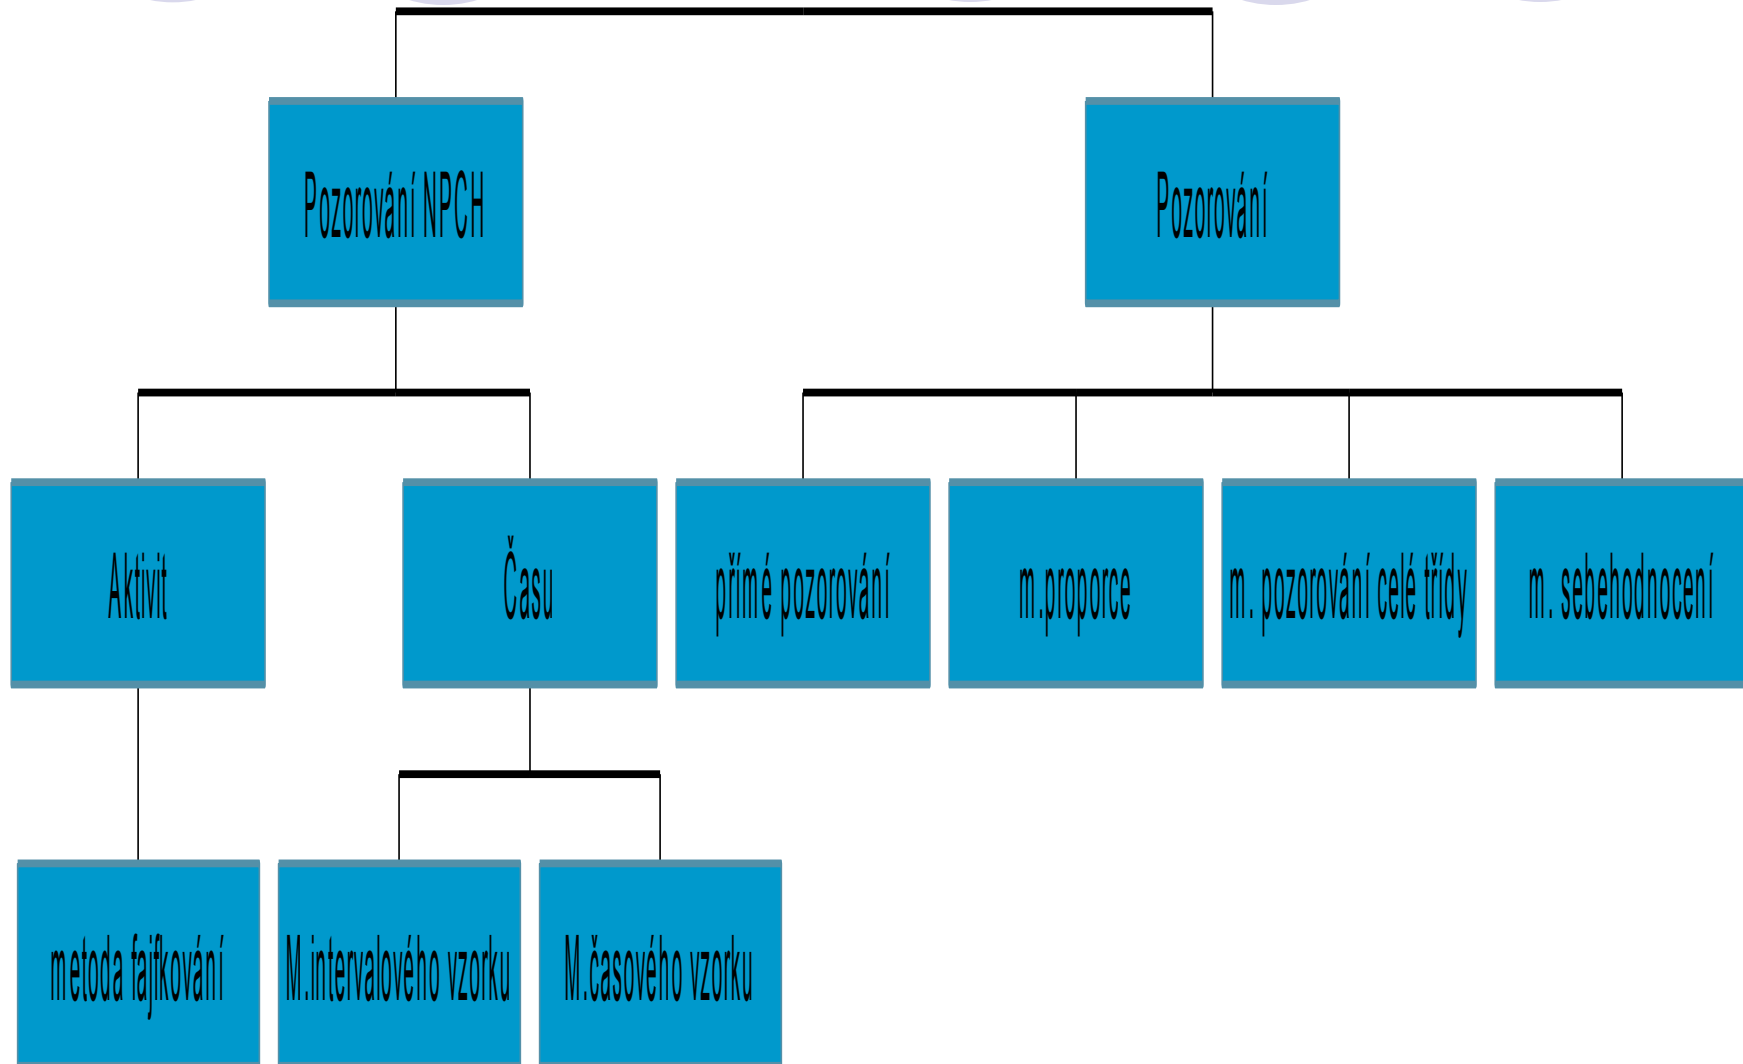 Pozorování NPCH
Pozorování
Aktivit
Času
přímé pozorování
m.proporce
m. pozorování celé třídy
m. sebehodnocení
metoda fajfkování
M.intervalového vzorku
M.časového vzorku